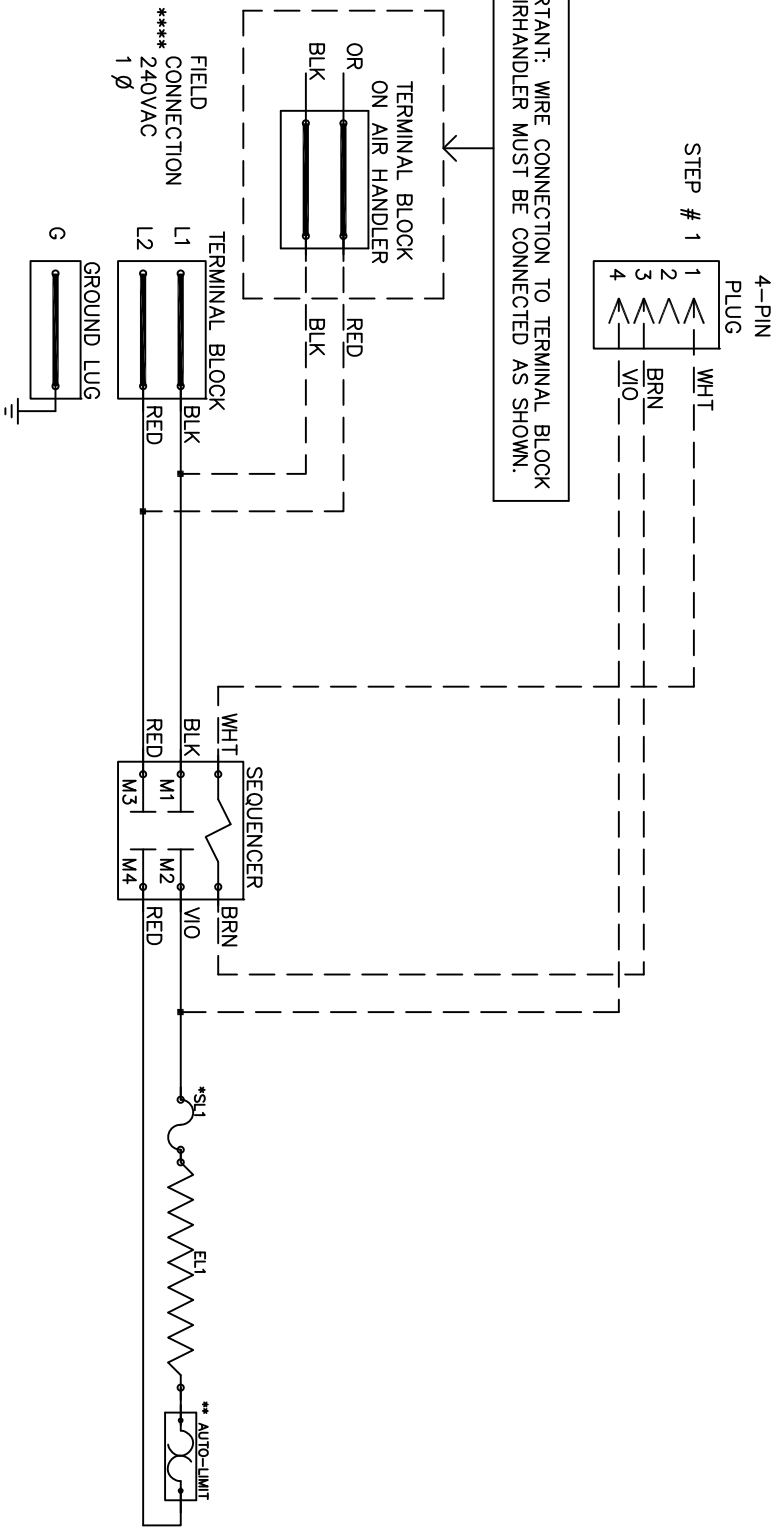 4-PIN
PLUG
STEP # 1
1
2
3
4
WHT
BRN
VIO
RTANT: WIRE CONNECTION TO TERMINAL BLOCK
IRHANDLER MUST BE CONNECTED AS SHOWN.
TERMINAL BLOCK
ON AIR HANDLER
OR
BLK
RED
BLK
FIELD
CONNECTION
**** 240VAC
1 Ø
TERMINAL BLOCK
L1
L2
BLK
RED
GROUND LUG
G
SEQUENCER
WHT
BRN
BLK
M1
M2
VIO
RED
M3
M4
RED
*SL1
EL1
** AUTO-LIMIT